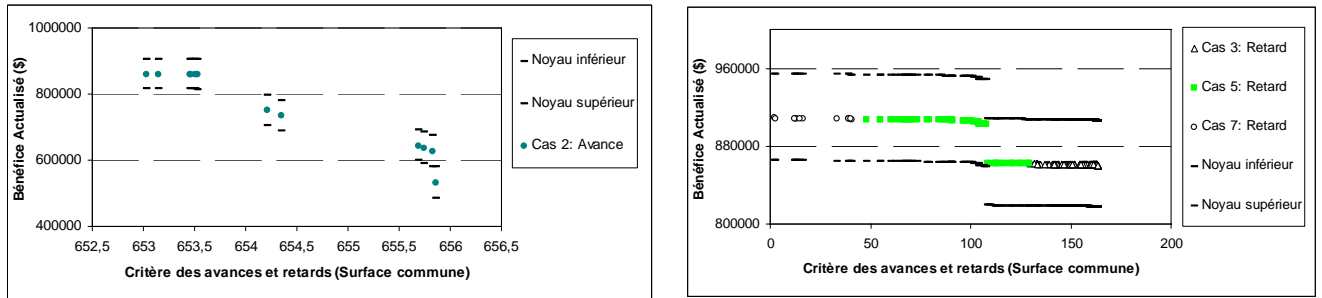 1000000
800000
600000
400000
Bénéfice Actualisé ($)
652,5 653 653,5 654 654,5 655 655,5 656 656,5
Critère des avances et retards (Surface commune)
Noyau inférieur
Noyau supérieur
Cas 2: Avance
960000
880000
800000
Bénéfice Actualisé ($)
0 50 100 150 200
Critère des avances et retards (Surface commune)
Cas 3: Retard
Cas 5: Retard
Cas 7: Retard
Noyau inférieur
Noyau supérieur